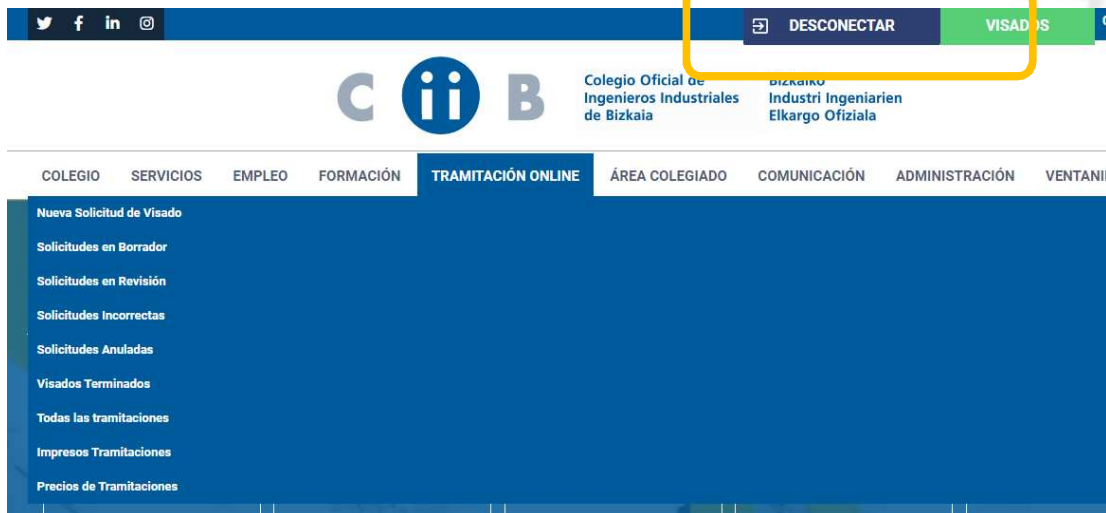 DESCONECTAR
VISADOS
C ii B
Colegio Oficial de
Ingenieros Industriales
de Bizkaia
Bizkaiko
Industri Ingeniarien
Elkargo Ofiziala
COLEGIO SERVICIOS EMPLEO FORMACIÓN TRAMITACIÓN ONLINE ÁREA COLEGIADO COMUNICACIÓN ADMINISTRACIÓN
Nueva Solicitud de Visado
Solicitudes en Borrador
Solicitudes en Revisión
Solicitudes Incorrectas
Solicitudes Anuladas
Visados Terminados
Todas las tramitaciones
Impresos Tramitaciones
Precios de Tramitaciones